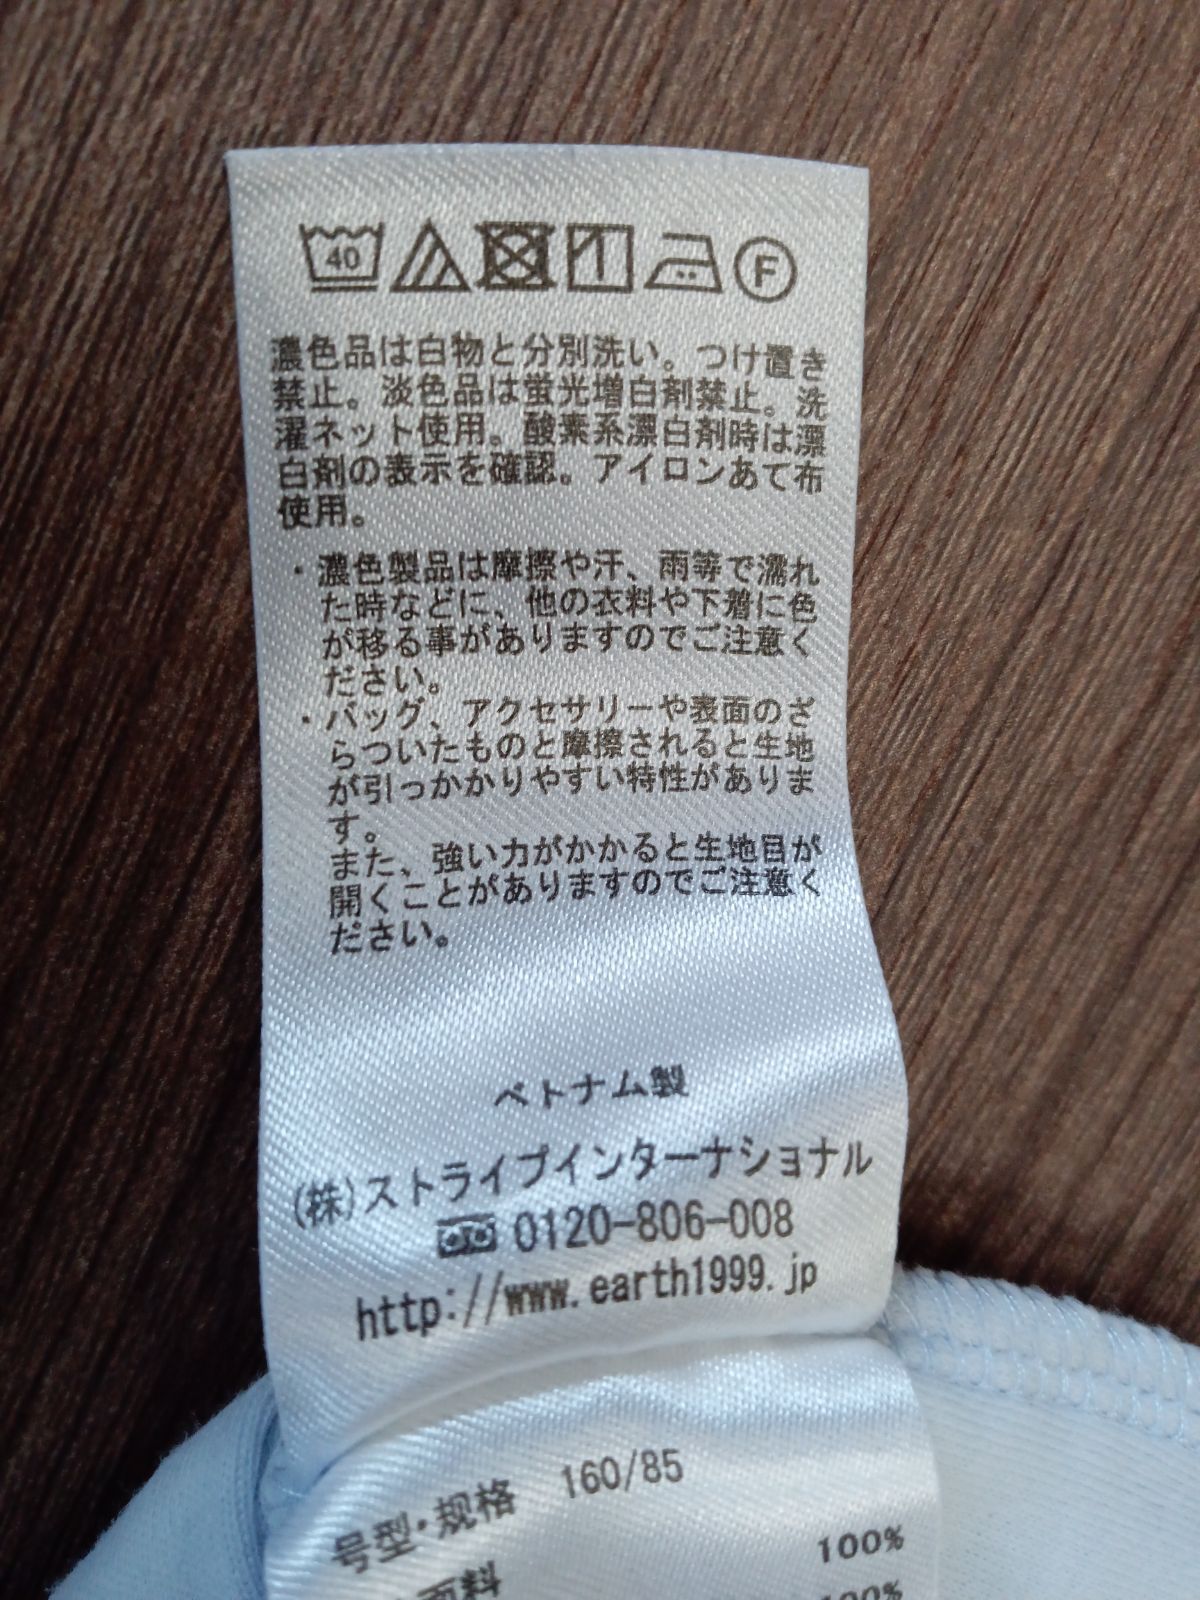 40
F
濃色品は白物と分別洗い。つけ置き
禁止。淡色品は蛍光増白剤禁止。洗
濯ネット使用。酸素系漂白剤時は漂
白剤の表示を確認。アイロンあて布
使用。
・濃色製品は摩擦や汗、雨等で濡れ
た時などに、他の衣料や下着に色
が移る事がありますのでご注意く
ださい。
・バッグ、アクセサリーや表面のざ
らついたものと摩擦されると生地
が引っかかりやすい特性がありま
す。
また、強い力がかかると生地目が
開くことがありますのでご注意く
ださい。
ベトナム製
(株)ストライプインターナショナル
0120-806-008
http://www.earth1999.jp
号型・规格 160/85
100%
面料 100%